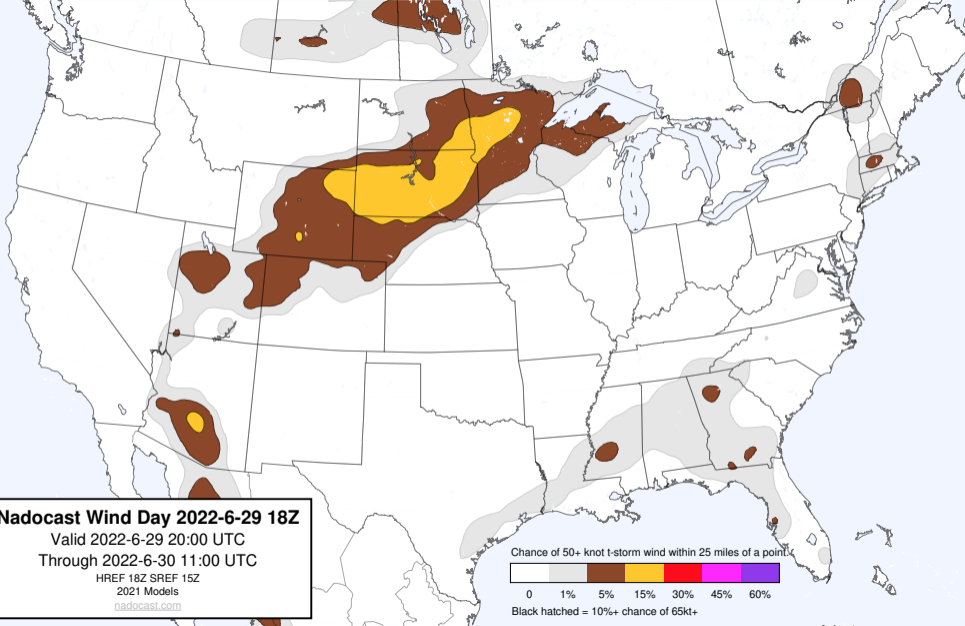 Nadocast Wind Day 2022-6-29 18Z
Valid 2022-6-29 20:00 UTC
Through 2022-6-30 11:00 UTC
HREF 18Z SREF 15Z
2021 Models
nadocast.com
Chance of 50+ knot t-storm wind within 25 miles of a point.
0 1% 5% 15% 30% 45% 60%
Black hatched = 10%+ chance of 65kt+